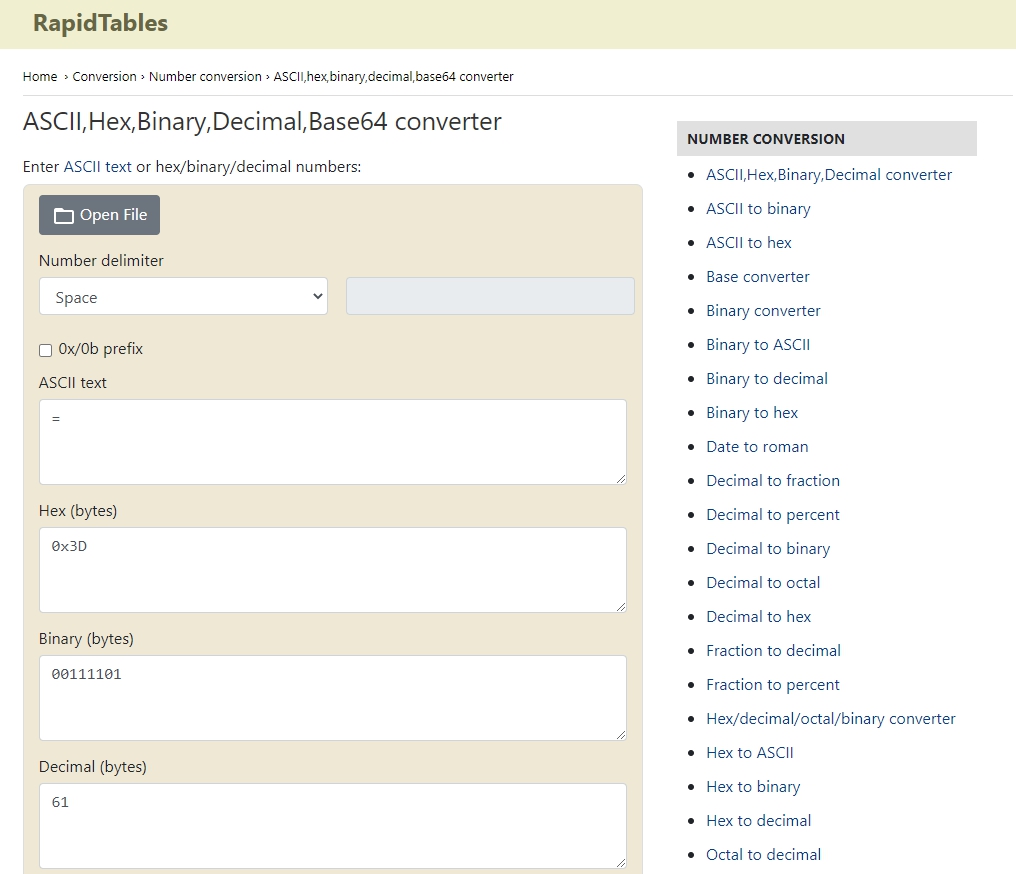 RapidTables
Home › Conversion › Number conversion › ASCII,hex,binary,decimal,base64 converter
ASCII,Hex,Binary,Decimal,Base64 converter
Enter ASCII text or hex/binary/decimal numbers:
Open File
Number delimiter
Space
0x/0b prefix
ASCII text
=
Hex (bytes)
0x3D
Binary (bytes)
00111101
Decimal (bytes)
61
NUMBER CONVERSION
ASCII,Hex,Binary,Decimal converter
ASCII to binary
ASCII to hex
Base converter
Binary converter
Binary to ASCII
Binary to decimal
Binary to hex
Date to roman
Decimal to fraction
Decimal to percent
Decimal to binary
Decimal to octal
Decimal to hex
Fraction to decimal
Fraction to percent
Hex/decimal/octal/binary converter
Hex to ASCII
Hex to binary
Hex to decimal
Octal to decimal